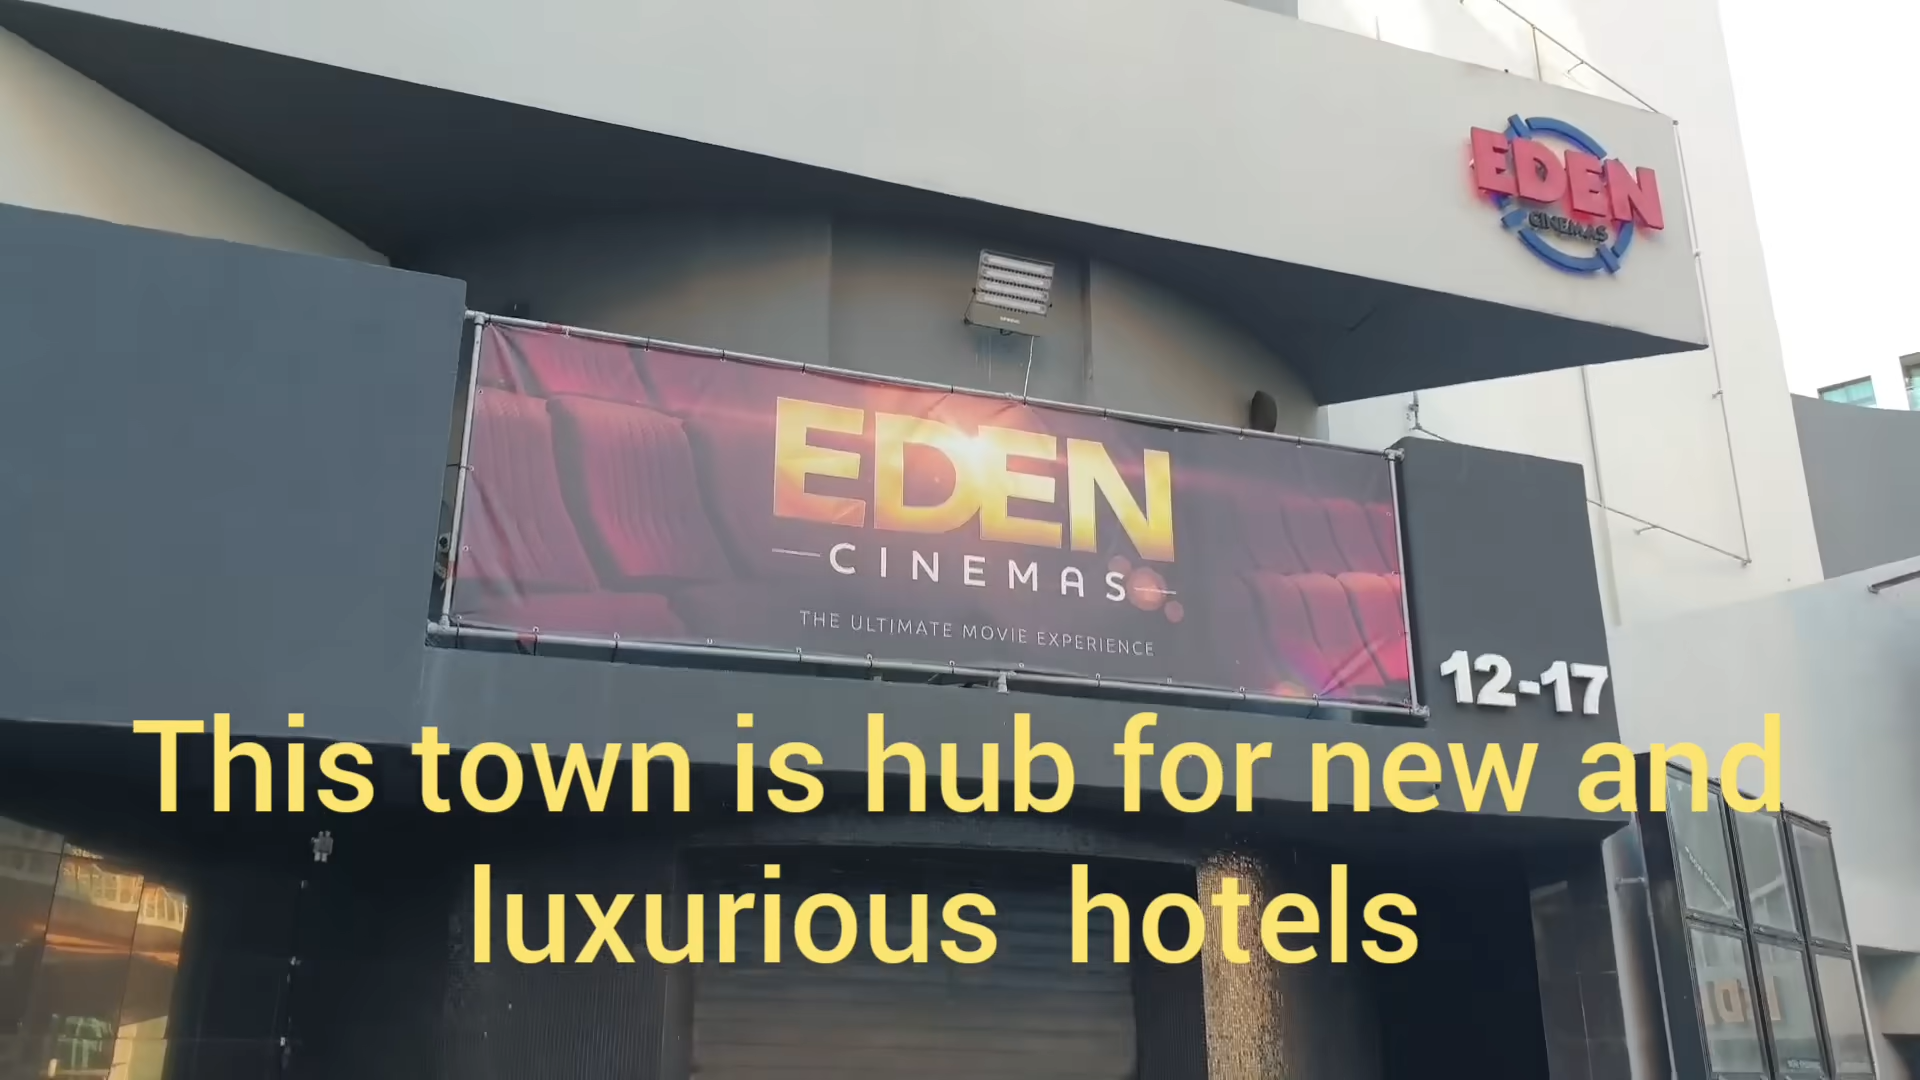 EDEN
CINEMAS
EDEN
CINEMAS
THE ULTIMATE MOVIE EXPERIENCE
12-17
This town is hub for new and
luxurious hotels